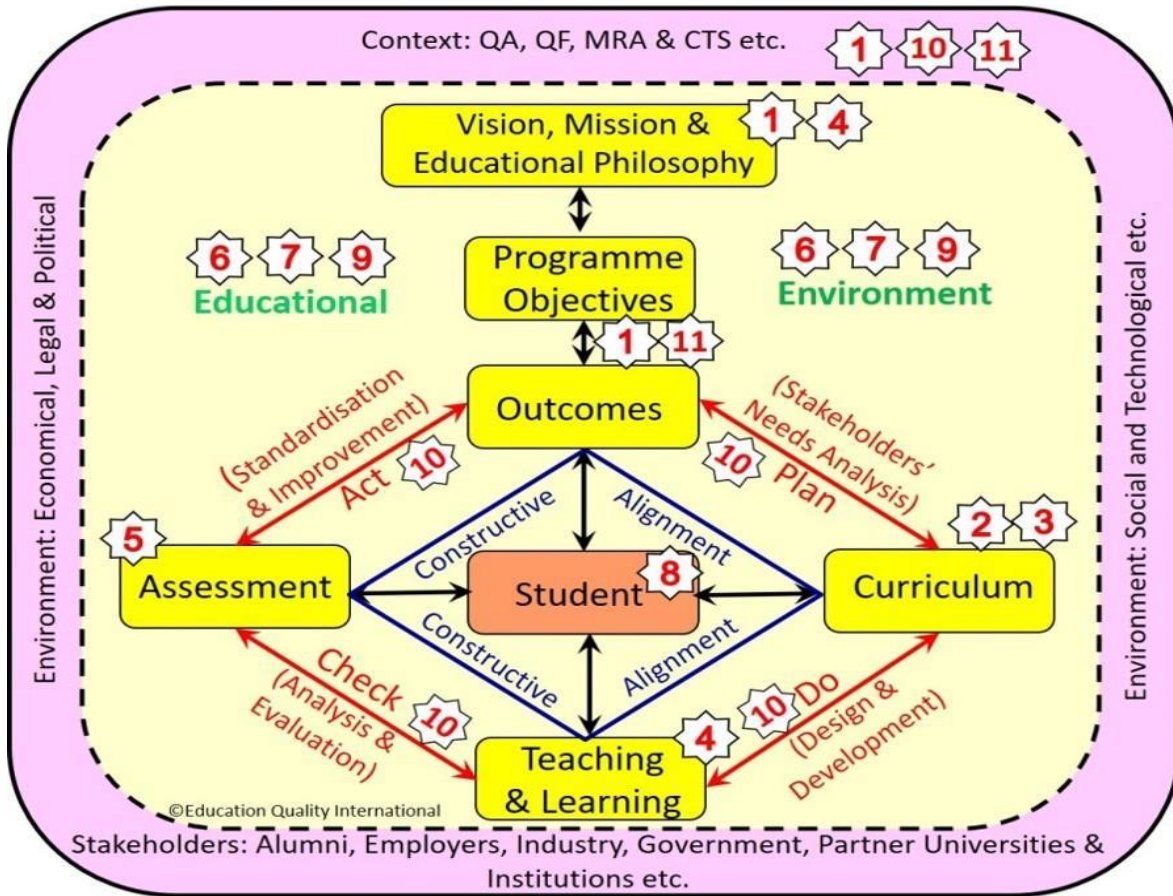 Context: QA, QF, MRA & CTS etc.
1 10 11
Vision, Mission &
Educational Philosophy
1 4
Environment: Economical, Legal & Political
Environment: Social and Technological etc.
6 7 9
Educational
Programme
Objectives
6 7 9
Environment
1 11
Outcomes
(Standardisation
& Improvement)
Act 10
(Stakeholders'
Needs Analysis)
10 Plan
Constructive
Alignment
5
Assessment
Student 8
2 3
Curriculum
Constructive
Alignment
Check
(Analysis &
Evaluation)
10
10 Do
(Design &
Development)
4
Teaching
& Learning
©Education Quality International
Stakeholders: Alumni, Employers, Industry, Government, Partner Universities &
Institutions etc.